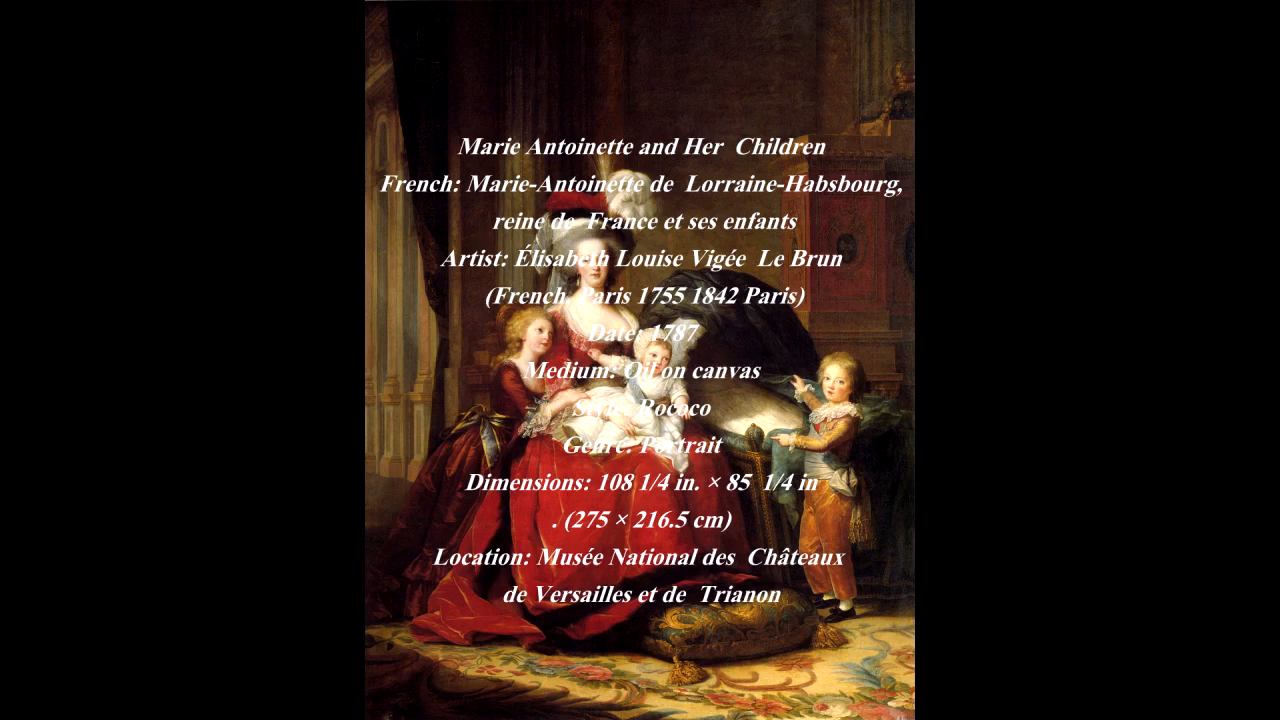 Marie Antoinette and Her Children
French: Marie-Antoinette de Lorraine-Habsbourg,
reine de France et ses enfants
Artist: Élisabeth Louise Vigée Le Brun
(French, Paris 1755 1842 Paris)
Date: 1787
Medium: Oil on canvas
Style: Rococo
Genre: Portrait
Dimensions: 108 1/4 in. × 85 1/4 in
. (275 × 216.5 cm)
Location: Musée National des Châteaux
de Versailles et de Trianon